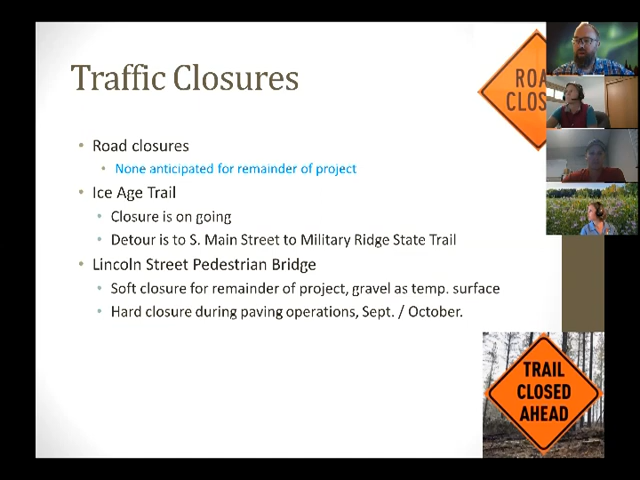 Traffic Closures
ROA
CLOS
Road closures
None anticipated for remainder of project
Ice Age Trail
Closure is on going
Detour is to S. Main Street to Military Ridge State Trail
Lincoln Street Pedestrian Bridge
Soft closure for remainder of project, gravel as temp. surface
Hard closure during paving operations, Sept. / October.
TRAIL
CLOSED
AHEAD